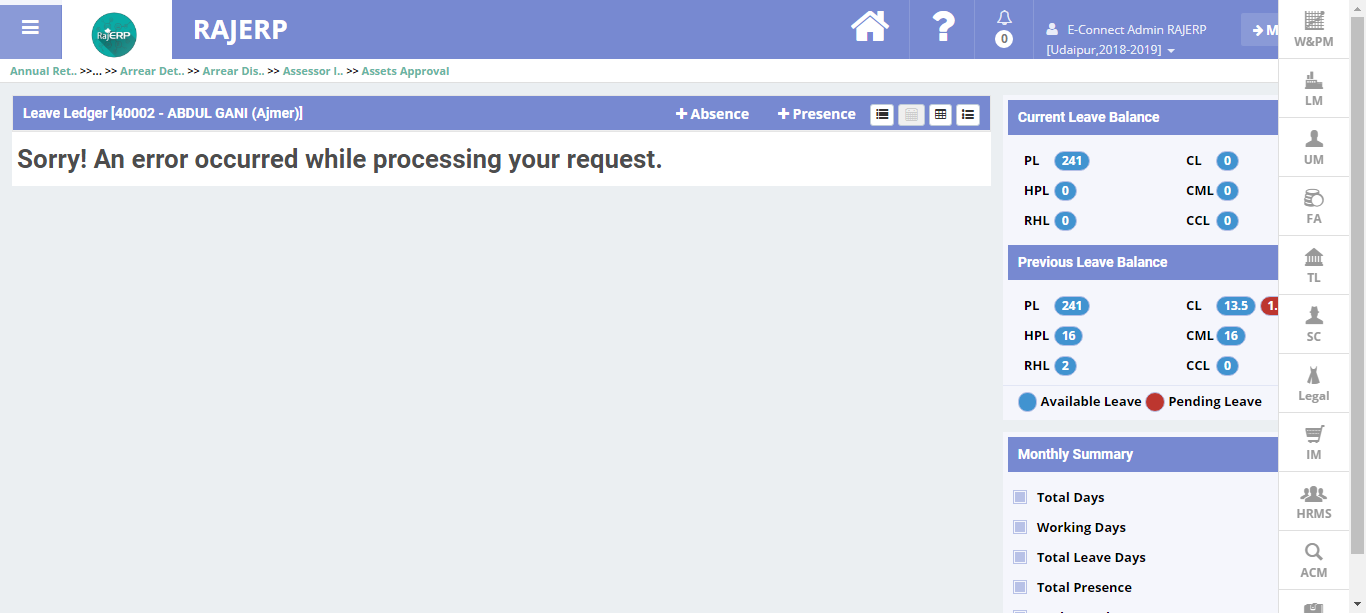 RajERP
RAJERP
0
E-Connect Admin RAJERP
[Udaipur,2018-2019]
M
Annual Ret.. >>... >> Arrear Det.. >> Arrear Dis.. >> Assessor I.. >> Assets Approval
Leave Ledger [40002 - ABDUL GANI (Ajmer)]
+ Absence
+ Presence
Sorry! An error occurred while processing your request.
Current Leave Balance
PL 241 CL 0
HPL 0 CML 0
RHL 0 CCL 0
Previous Leave Balance
PL 241 CL 13.5 1.
HPL 16 CML 16
RHL 2 CCL 0
Available Leave Pending Leave
Monthly Summary
Total Days
Working Days
Total Leave Days
Total Presence
W&PM
LM
UM
FA
TL
SC
Legal
IM
HRMS
ACM